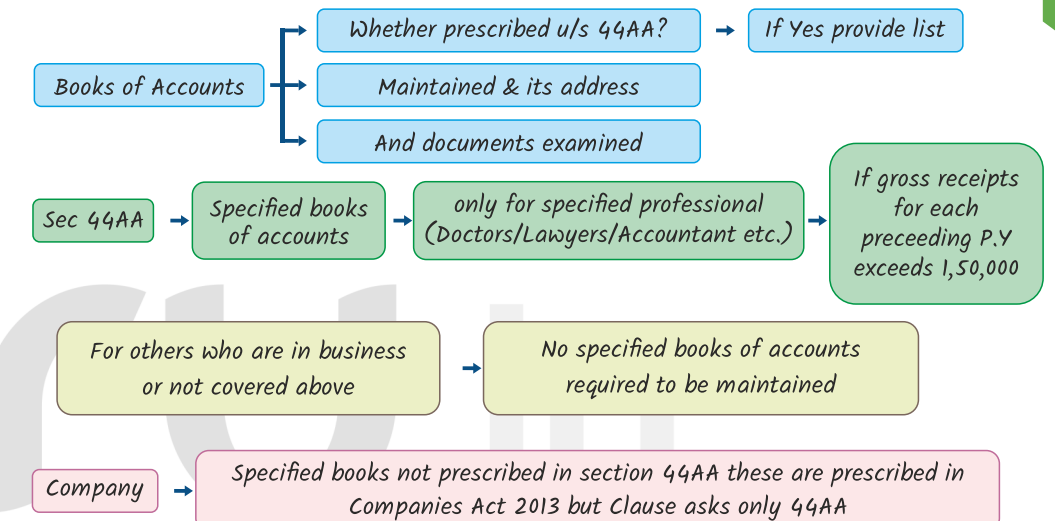 Whether prescribed u/s 44AA?
If Yes provide list
Books of Accounts
Maintained & its address
And documents examined
Sec 44AA
Specified books
of accounts
only for specified professional
(Doctors/Lawyers/Accountant etc.)
If gross receipts
for each
preceeding P.Y
exceeds 1,50,000
For others who are in business
or not covered above
No specified books of accounts
required to be maintained
Company
Specified books not prescribed in section 44AA these are prescribed in
Companies Act 2013 but Clause asks only 44AA